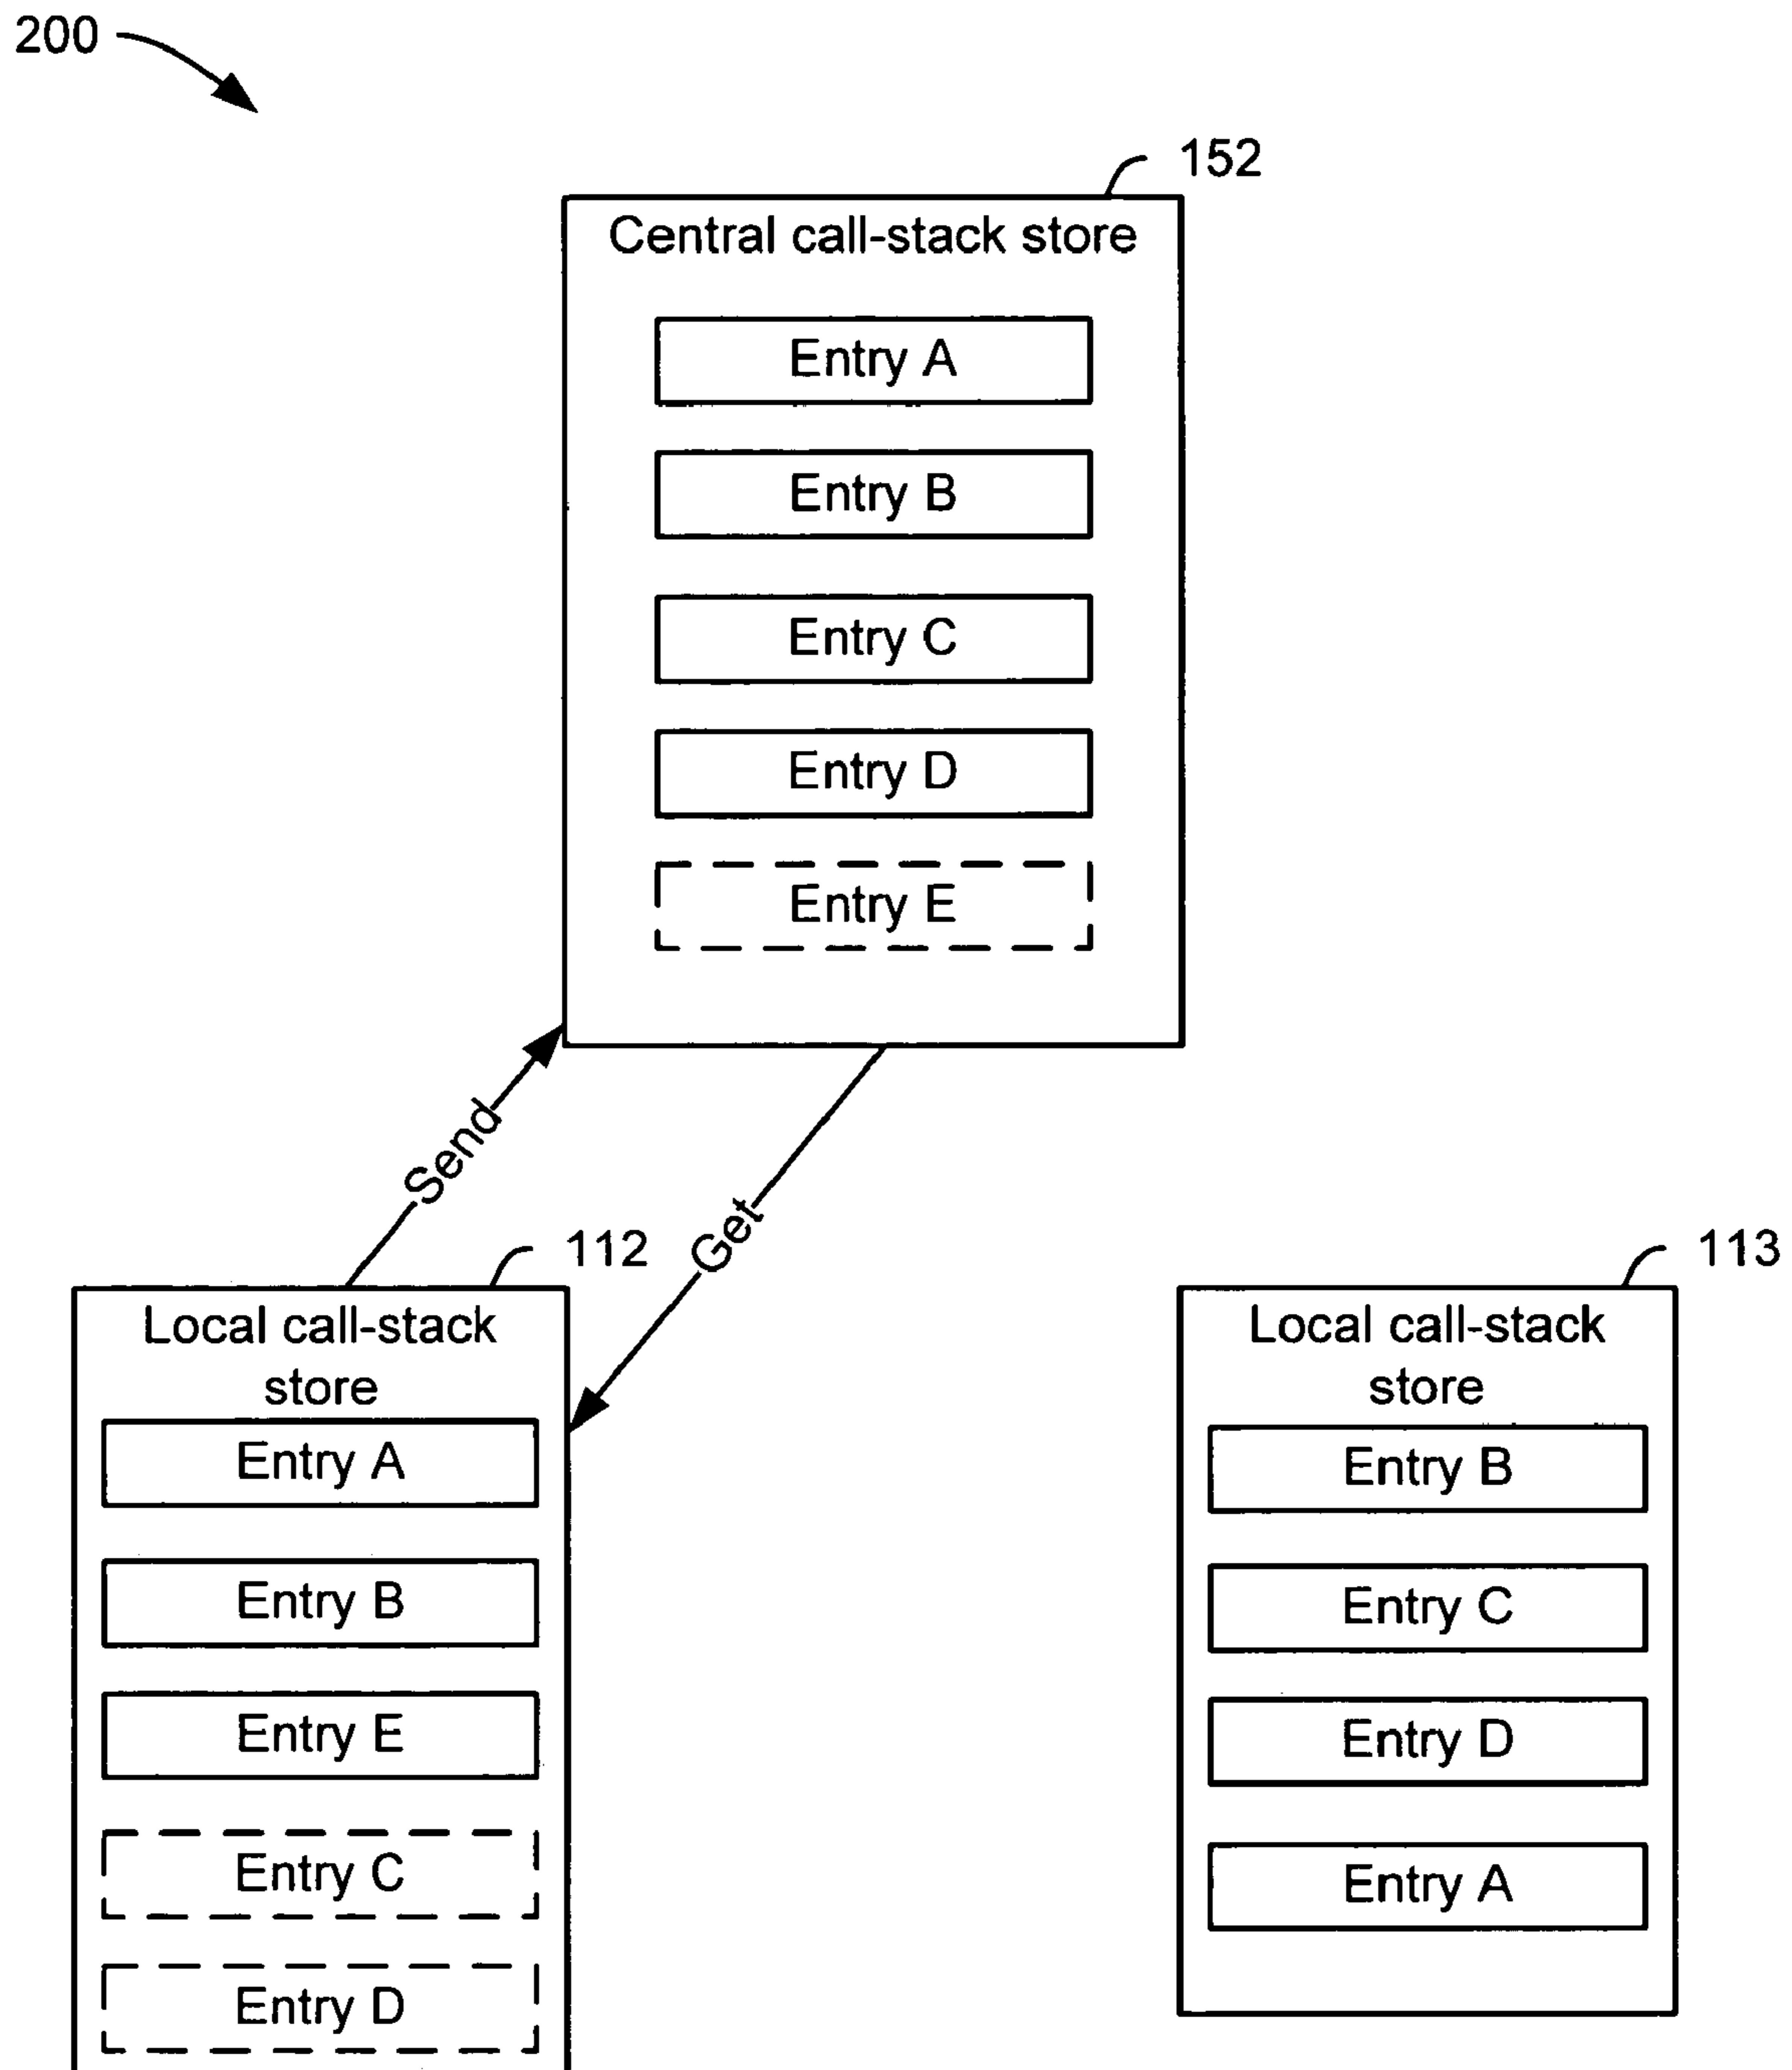 200
152
Central call-stack store
Entry A
Entry B
Entry C
Entry D
Entry E
Send
Get
112
Local call-stack
store
Entry A
Entry B
Entry E
Entry C
Entry D
113
Local call-stack
store
Entry B
Entry C
Entry D
Entry A